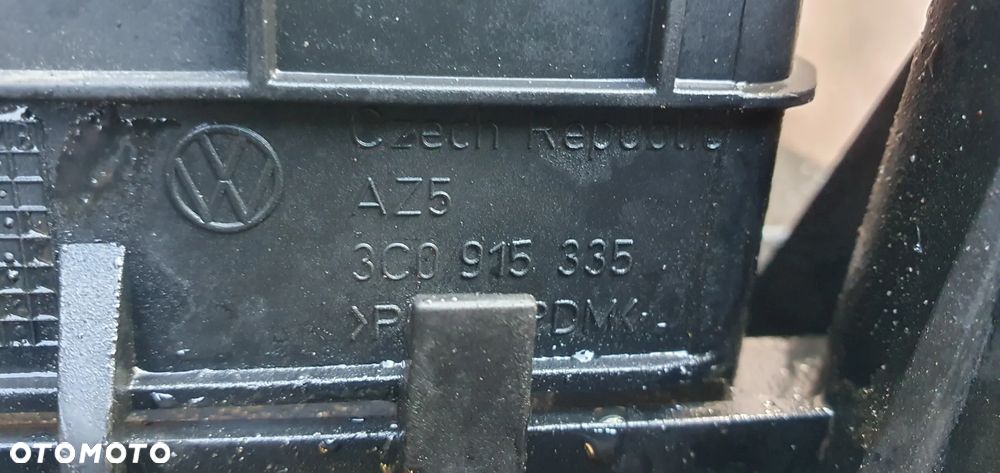 Czech Republic
AZ5
3C0 915 335
OTOMOTO